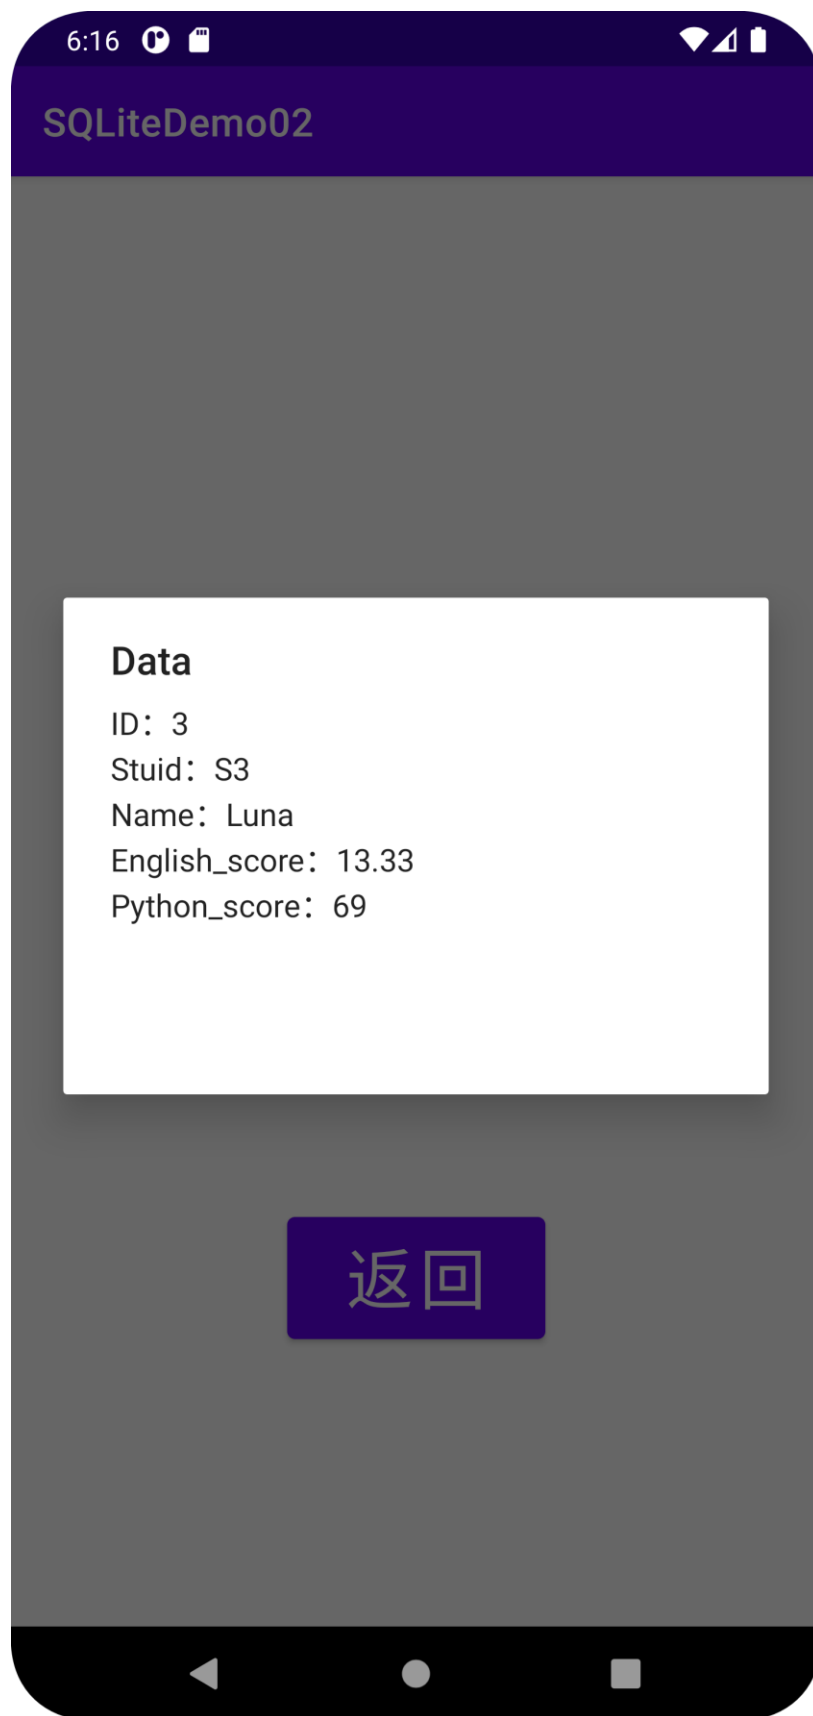 6:16
SQLiteDemo02
Data
ID：3
Stuid：S3
Name：Luna
English_score：13.33
Python_score：69
返回